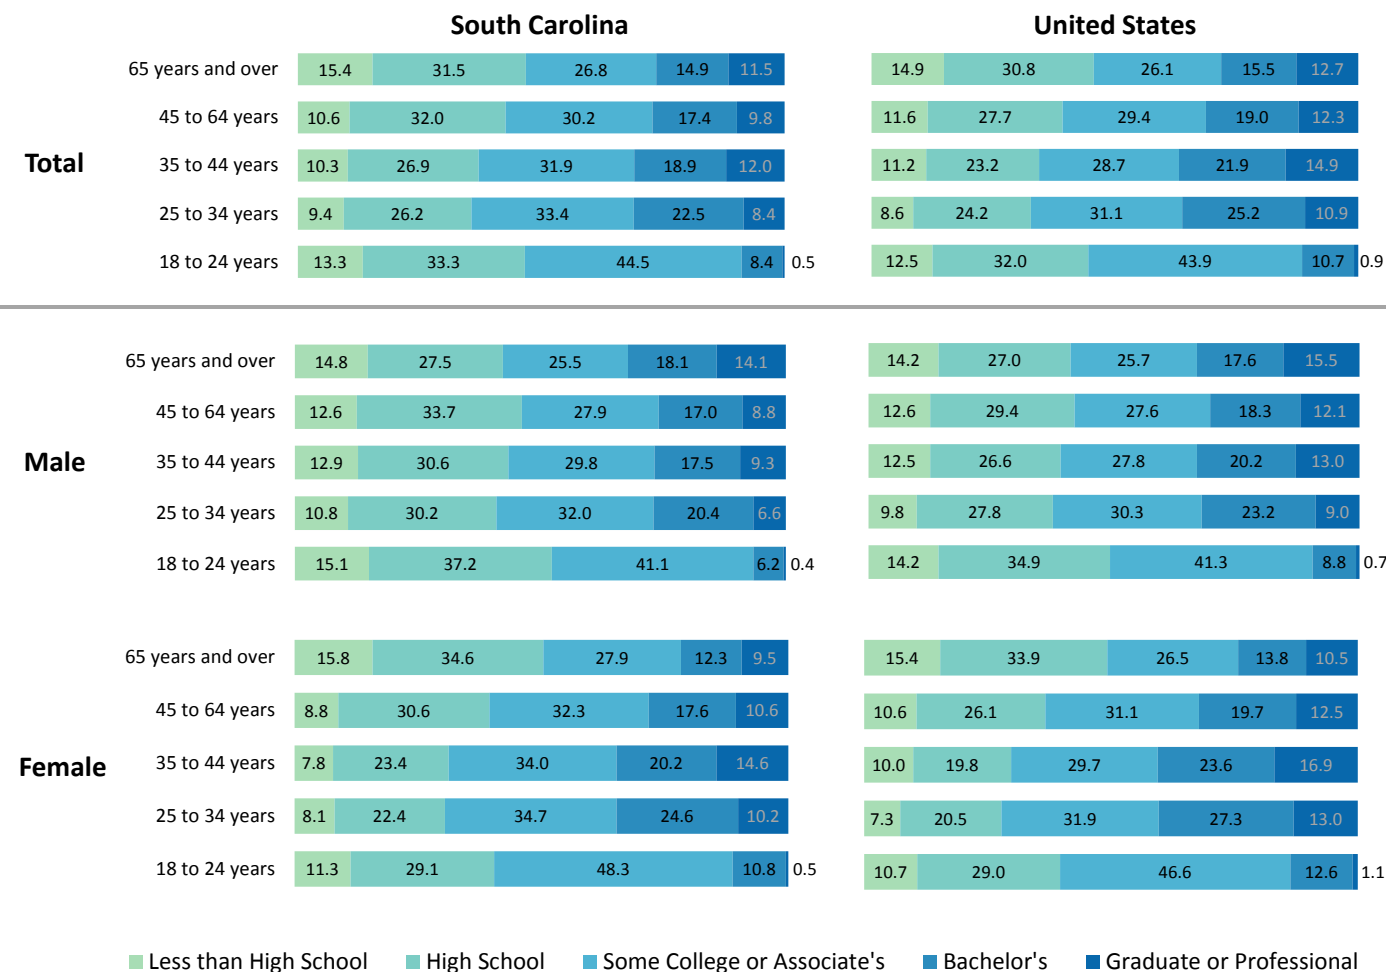 South Carolina United States
65 years and over 15.4 31.5 26.8 14.9 11.5 14.9 30.8 26.1 15.5 12.7
45 to 64 years 10.6 32.0 30.2 17.4 9.8 11.6 27.7 29.4 19.0 12.3
Total 35 to 44 years 10.3 26.9 31.9 18.9 12.0 11.2 23.2 28.7 21.9 14.9
25 to 34 years 9.4 26.2 33.4 22.5 8.4 8.6 24.2 31.1 25.2 10.9
18 to 24 years 13.3 33.3 44.5 8.4 0.5 12.5 32.0 43.9 10.7 0.9
65 years and over 14.8 27.5 25.5 18.1 14.1 14.2 27.0 25.7 17.6 15.5
45 to 64 years 12.6 33.7 27.9 17.0 8.8 12.6 29.4 27.6 18.3 12.1
Male 35 to 44 years 12.9 30.6 29.8 17.5 9.3 12.5 26.6 27.8 20.2 13.0
25 to 34 years 10.8 30.2 32.0 20.4 6.6 9.8 27.8 30.3 23.2 9.0
18 to 24 years 15.1 37.2 41.1 6.2 0.4 14.2 34.9 41.3 8.8 0.7
65 years and over 15.8 34.6 27.9 12.3 9.5 15.4 33.9 26.5 13.8 10.5
45 to 64 years 8.8 30.6 32.3 17.6 10.6 10.6 26.1 31.1 19.7 12.5
Female 35 to 44 years 7.8 23.4 34.0 20.2 14.6 10.0 19.8 29.7 23.6 16.9
25 to 34 years 8.1 22.4 34.7 24.6 10.2 7.3 20.5 31.9 27.3 13.0
18 to 24 years 11.3 29.1 48.3 10.8 0.5 10.7 29.0 46.6 12.6 1.1
Less than High School High School Some College or Associate's Bachelor's Graduate or Professional